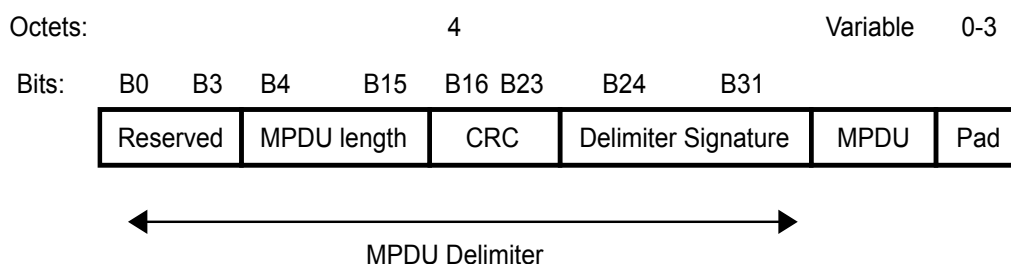 Octets: 4 Variable 0-3
Bits: B0 B3 B4 B15 B16 B23 B24 B31
Reserved MPDU length CRC Delimiter Signature MPDU Pad
MPDU Delimiter